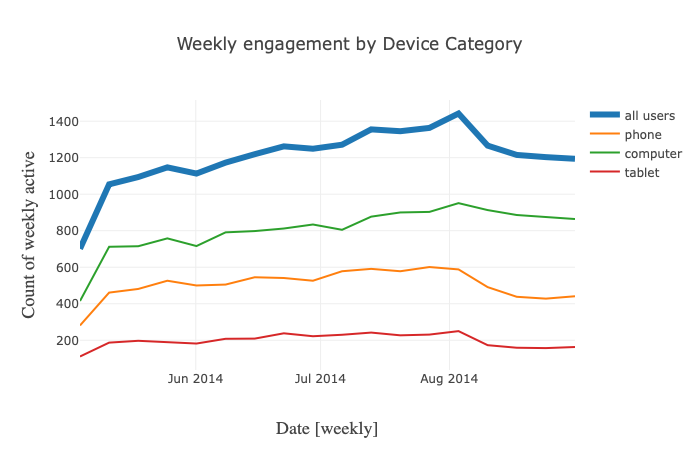 Weekly engagement by Device Category
Count of weekly active
1400
1200
1000
800
600
400
200
Jun 2014
Jul 2014
Aug 2014
Date [weekly]
all users
phone
computer
tablet